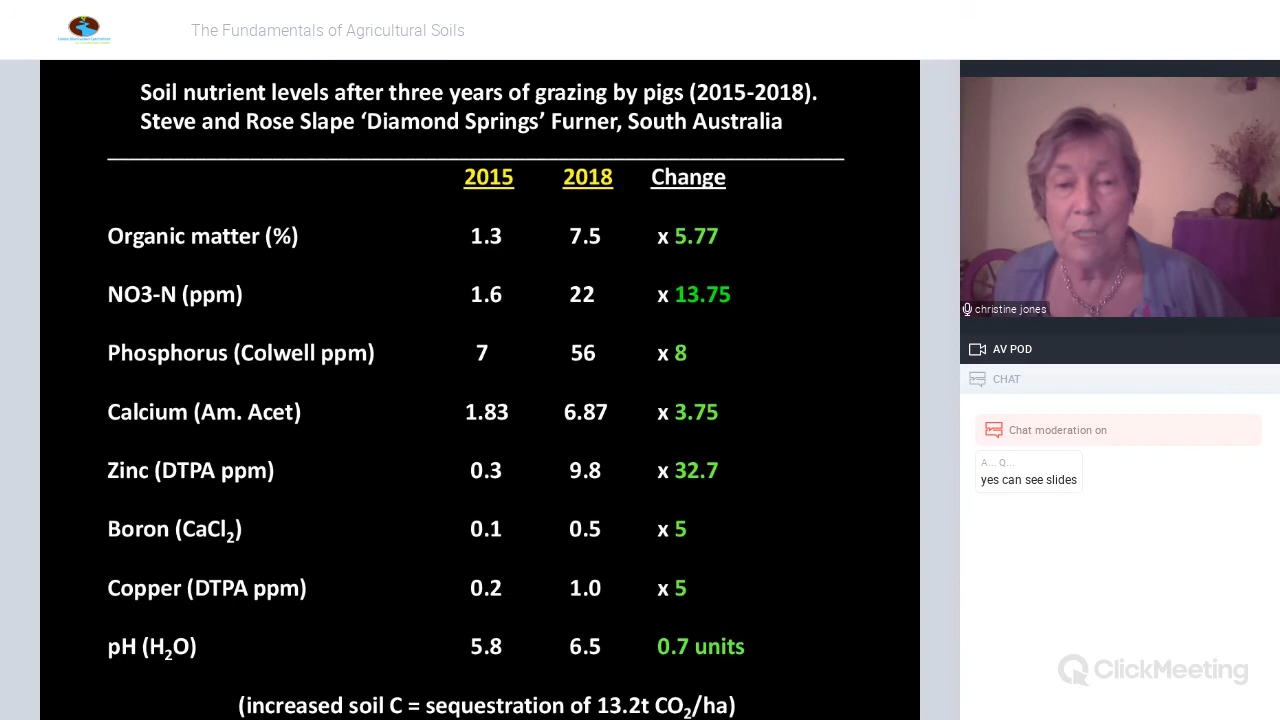 The Fundamentals of Agricultural Soils
Soil nutrient levels after three years of grazing by pigs (2015-2018).
Steve and Rose Slape ‘Diamond Springs’ Furner, South Australia
2015 2018 Change
Organic matter (%) 1.3 7.5 x 5.77
NO3-N (ppm) 1.6 22 x 13.75
Phosphorus (Colwell ppm) 7 56 x 8
Calcium (Am. Acet) 1.83 6.87 x 3.75
Zinc (DTPA ppm) 0.3 9.8 x 32.7
Boron (CaCl₂) 0.1 0.5 x 5
Copper (DTPA ppm) 0.2 1.0 x 5
pH (H₂O) 5.8 6.5 0.7 units
(increased soil C = sequestration of 13.2t CO₂/ha)
christine jones
AV POD
CHAT
Chat moderation on
A... Q...
yes can see slides
ClickMeeting